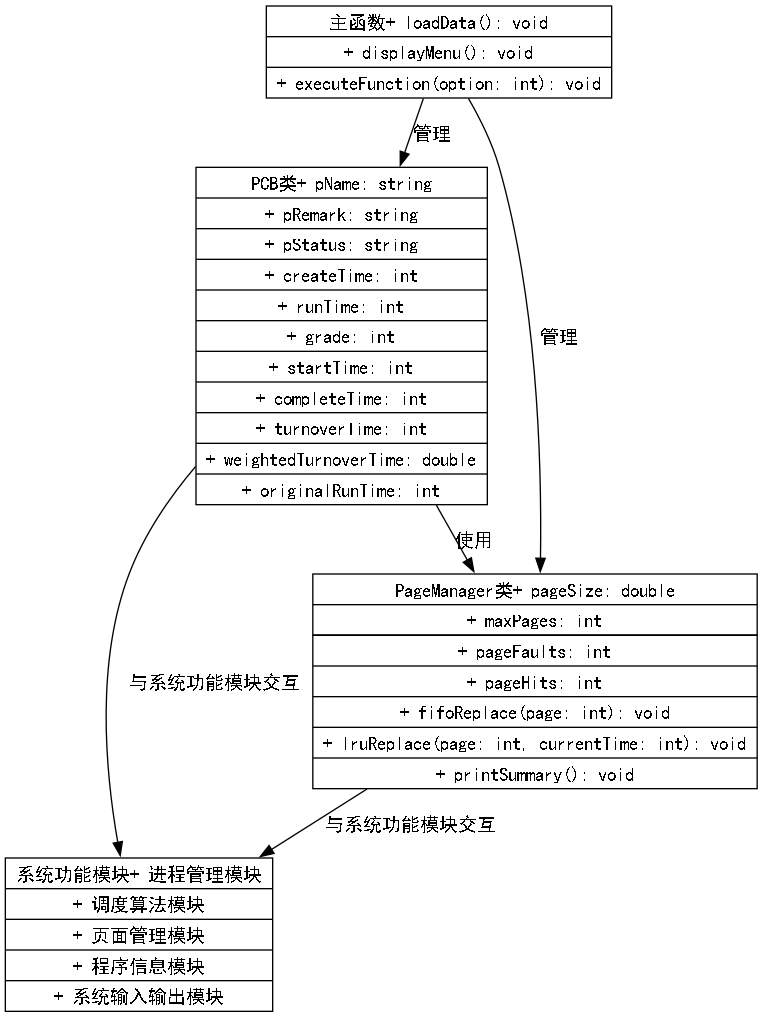 主函数+ loadData(): void
+ displayMenu(): void
+ executeFunction(option: int): void
管理
PCB类+ pName: string
+ pRemark: string
+ pStatus: string
+ createTime: int
+ runTime: int
+ grade: int
+ startTime: int
+ completeTime: int
+ turnoverTime: int
+ weightedTurnoverTime: double
+ originalRunTime: int
管理
使用
PageManager类+ pageSize: double
+ maxPages: int
+ pageFaults: int
+ pageHits: int
+ fifoReplace(page: int): void
+ lruReplace(page: int, currentTime: int): void
+ printSummary(): void
与系统功能模块交互
与系统功能模块交互
系统功能模块+ 进程管理模块
+ 调度算法模块
+ 页面管理模块
+ 程序信息模块
+ 系统输入输出模块